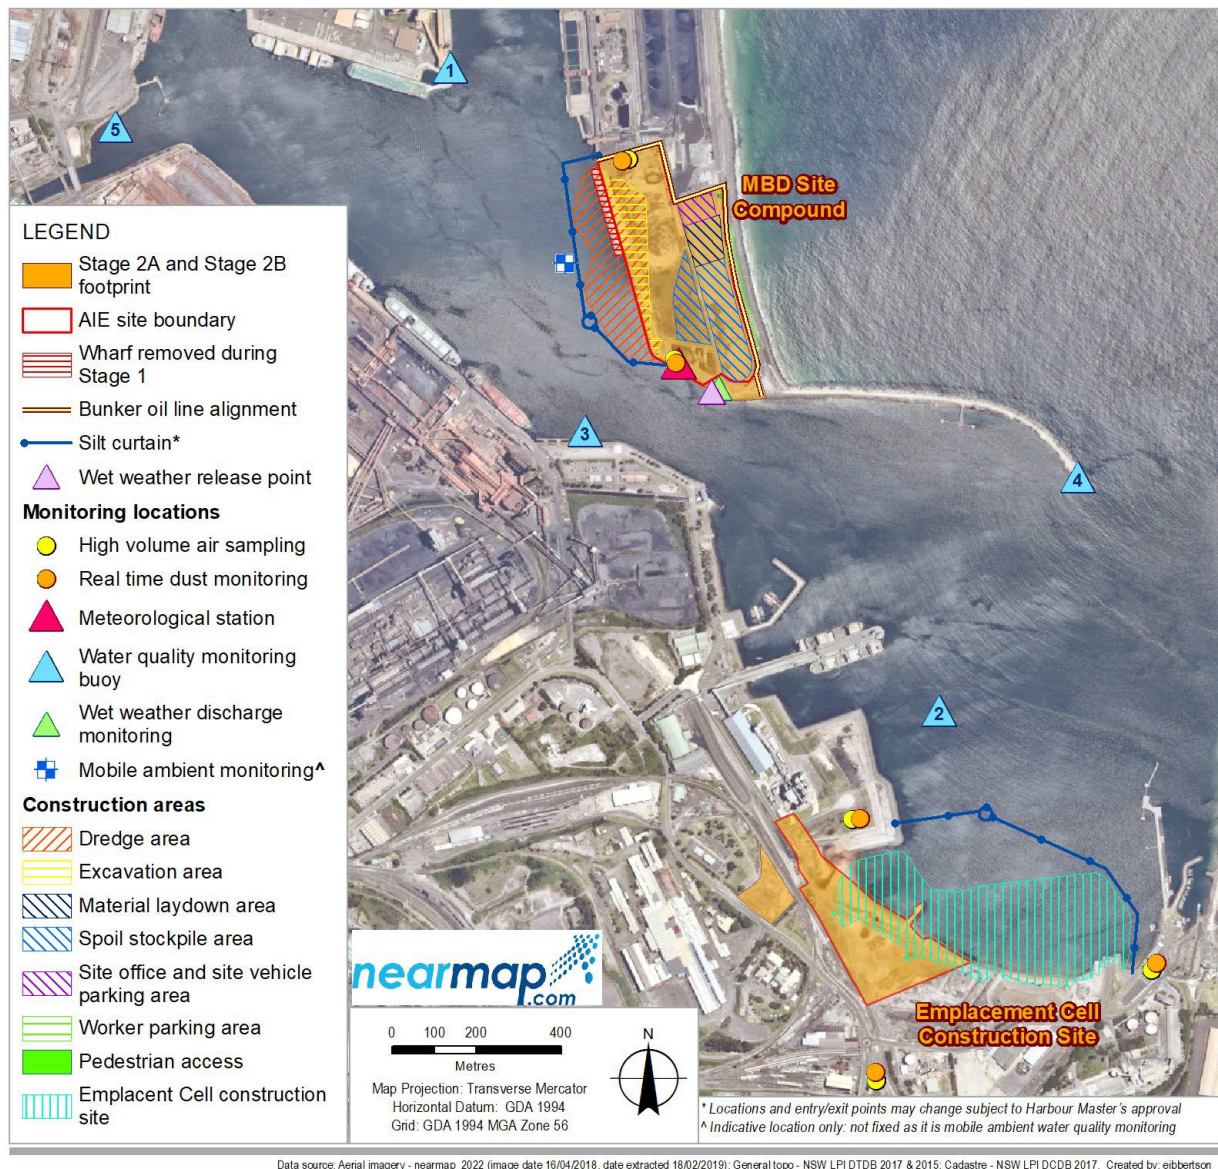 1
5
MBD Site
Compound
3
4
2
LEGEND
Stage 2A and Stage 2B
footprint
AIE site boundary
Wharf removed during
Stage 1
Bunker oil line alignment
Silt curtain*
Wet weather release point
Monitoring locations
High volume air sampling
Real time dust monitoring
Meteorological station
Water quality monitoring
buoy
Wet weather discharge
monitoring
Mobile ambient monitoring^
Construction areas
Dredge area
Excavation area
Material laydown area
Spoil stockpile area
Site office and site vehicle
parking area
Worker parking area
Pedestrian access
Emplacent Cell construction
site
nearmap
.com
Emplacement Cell
Construction Site
0 100 200 400
Metres
Map Projection: Transverse Mercator
Horizontal Datum: GDA 1994
Grid: GDA 1994 MGA Zone 56
N
* Locations and entry/exit points may change subject to Harbour Master's approval
^ Indicative location only: not fixed as it is mobile ambient water quality monitoring
Data source: Aerial imagery - nearmap 2022 (image date 16/04/2018, date extracted 18/02/2019); General topo - NSW LPI DTDB 2017 & 2015; Cadastre - NSW LPI DCDB 2017. Created by: eibbertson